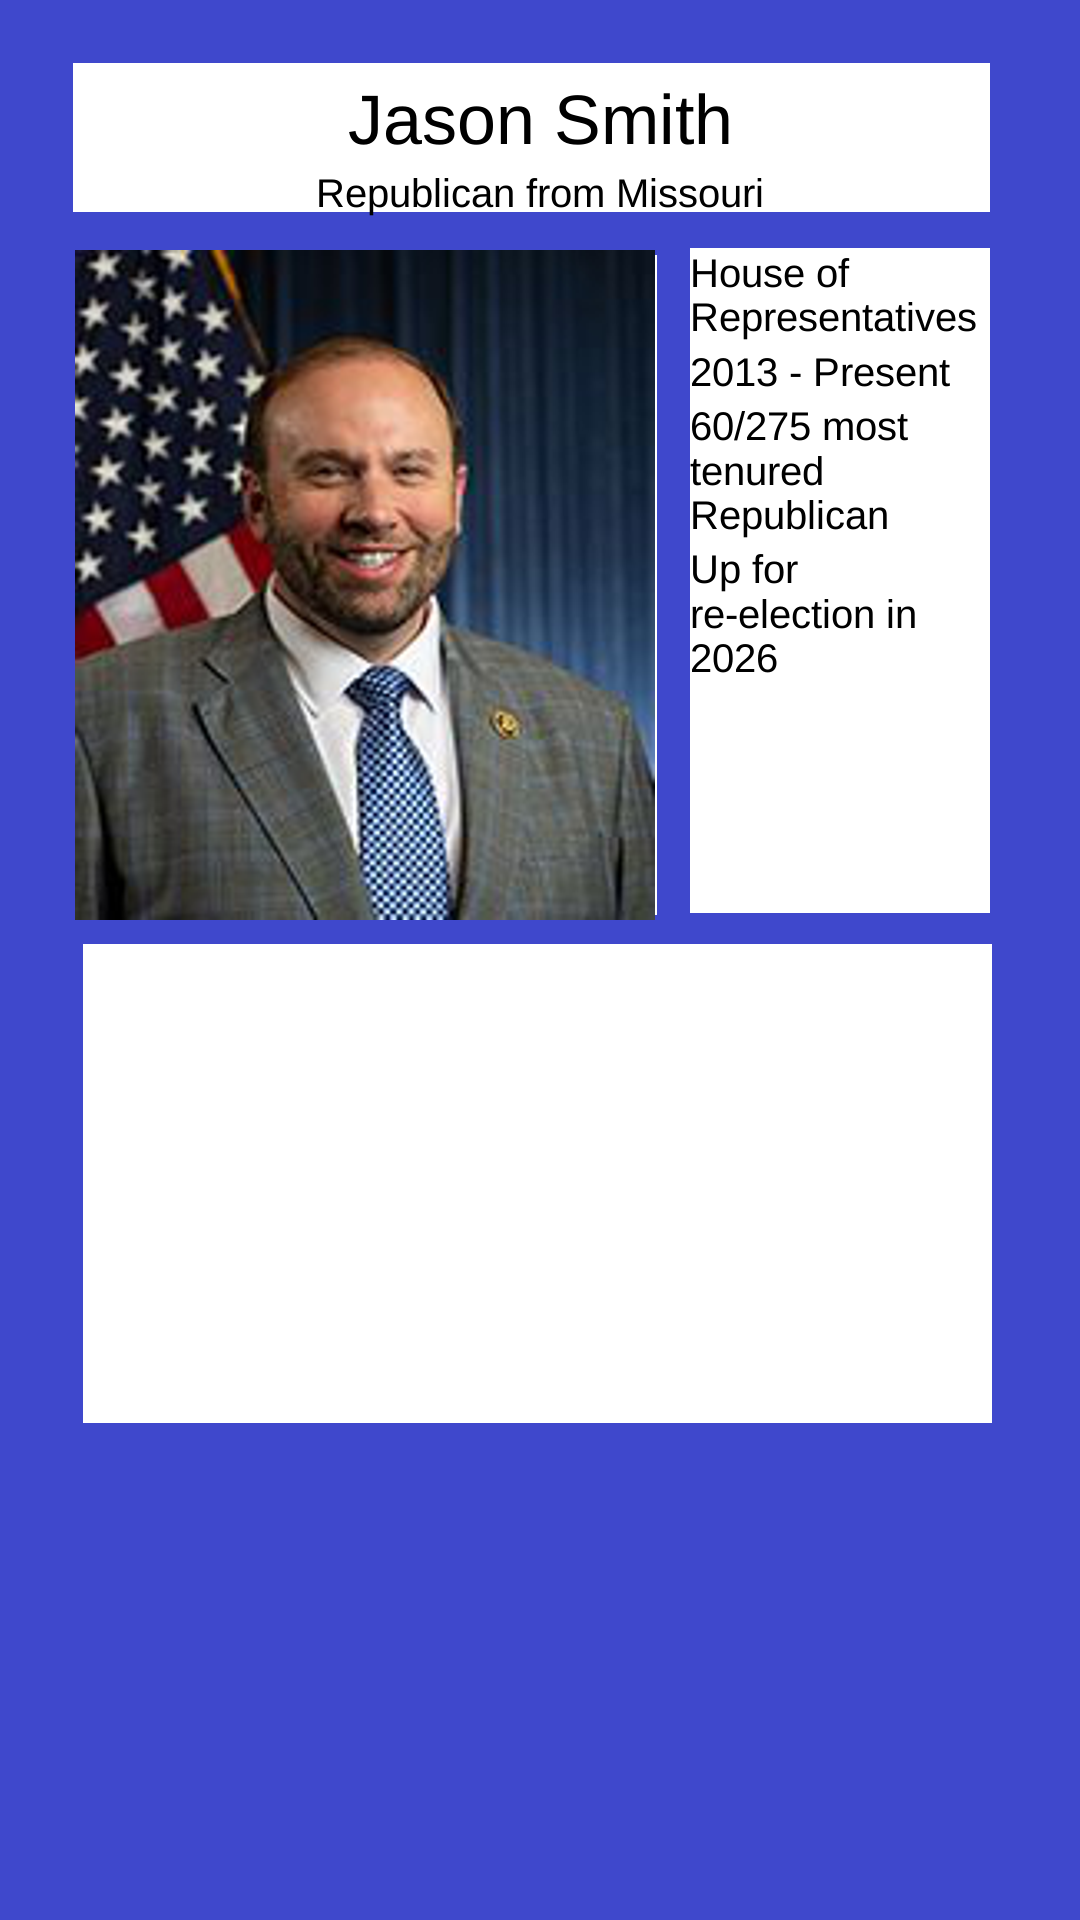 Jason Smith
Republican from Missouri
House of
Representatives
2013 - Present
60/275 most
tenured
Republican
Up for
re-election in
2026